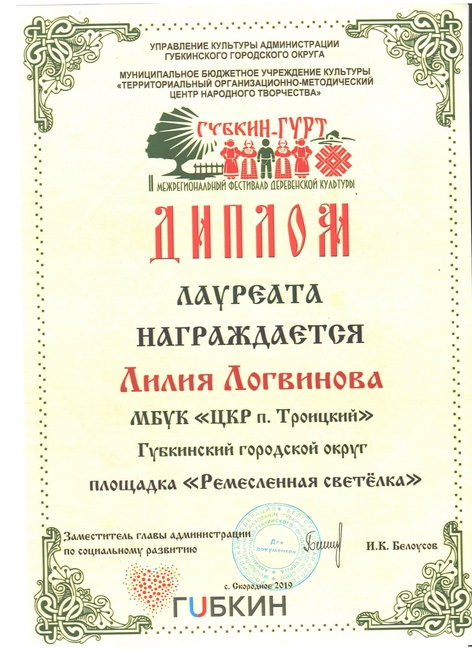 УПРАВЛЕНИЕ КУЛЬТУРЫ АДМИНИСТРАЦИИ
ГУБКИНСКОГО ГОРОДСКОГО ОКРУГА
МУНИЦИПАЛЬНОЕ БЮДЖЕТНОЕ УЧРЕЖДЕНИЕ КУЛЬТУРЫ
«ТЕРРИТОРИАЛЬНЫЙ ОРГАНИЗАЦИОННО-МЕТОДИЧЕСКИЙ
ЦЕНТР НАРОДНОГО ТВОРЧЕСТВА»
ГУБКИН-ГУРТ
II МЕЖРЕГИОНАЛЬНЫЙ ФЕСТИВАЛЬ ДЕРЕВЕНСКОЙ КУЛЬТУРЫ
ДИПЛОМ
ЛАУРЕАТА
НАГРАЖДАЕТСЯ
Лилия Логвинова
МБУК «ЦКР п. Троицкий»
Губкинский городской округ
площадка «Ремесленная светёлка»
Заместитель главы администрации
по социальному развитию
И.К. Белоусов
Для
документов
с. Скородное 2019
ГUБКИН